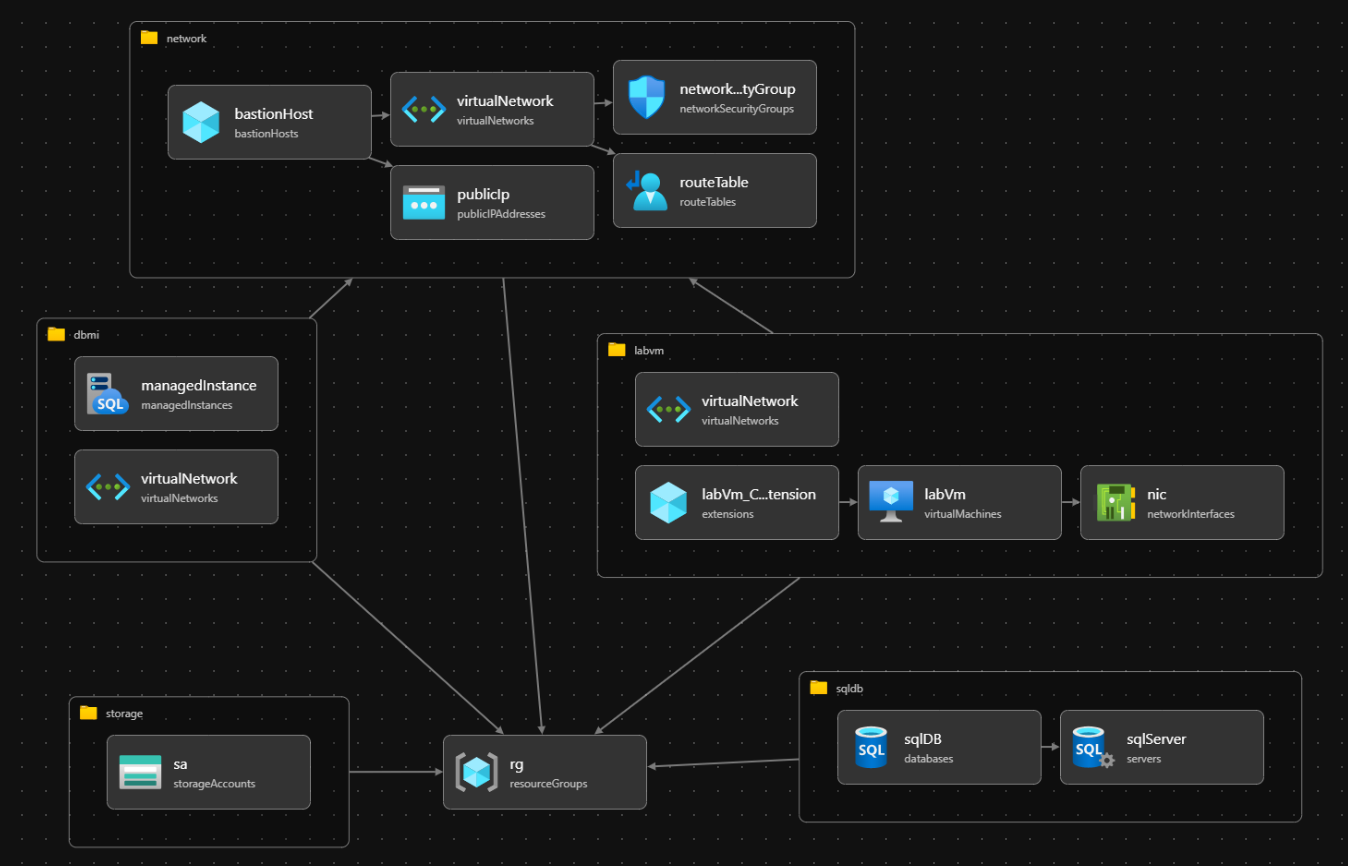 network
bastionHost
bastionHosts
virtualNetwork
virtualNetworks
network...tyGroup
networkSecurityGroups
publicIp
publicIPAddresses
routeTable
routeTables
dbmi
managedInstance
managedInstances
SQL
virtualNetwork
virtualNetworks
labvm
virtualNetwork
virtualNetworks
labVm_C...tension
extensions
labVm
virtualMachines
nic
networkInterfaces
storage
sa
storageAccounts
rg
resourceGroups
sqldb
SQL
sqlDB
databases
SQL
sqlServer
servers